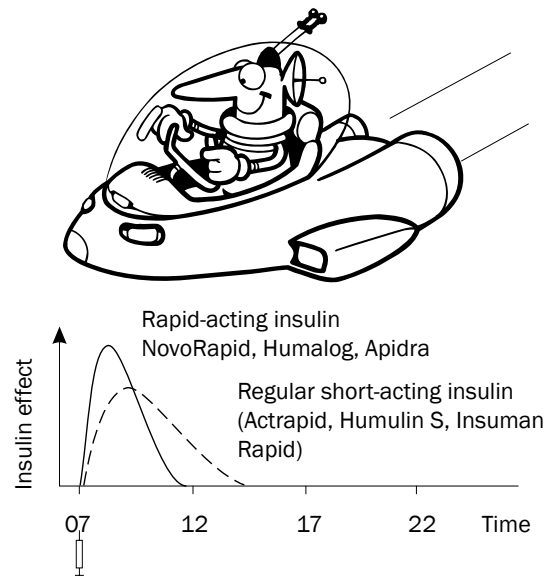 Rapid-acting insulin
NovoRapid, Humalog, Apidra
Regular short-acting insulin
(Actrapid, Humulin S, Insuman
Rapid)
Insulin effect
07 12 17 22 Time